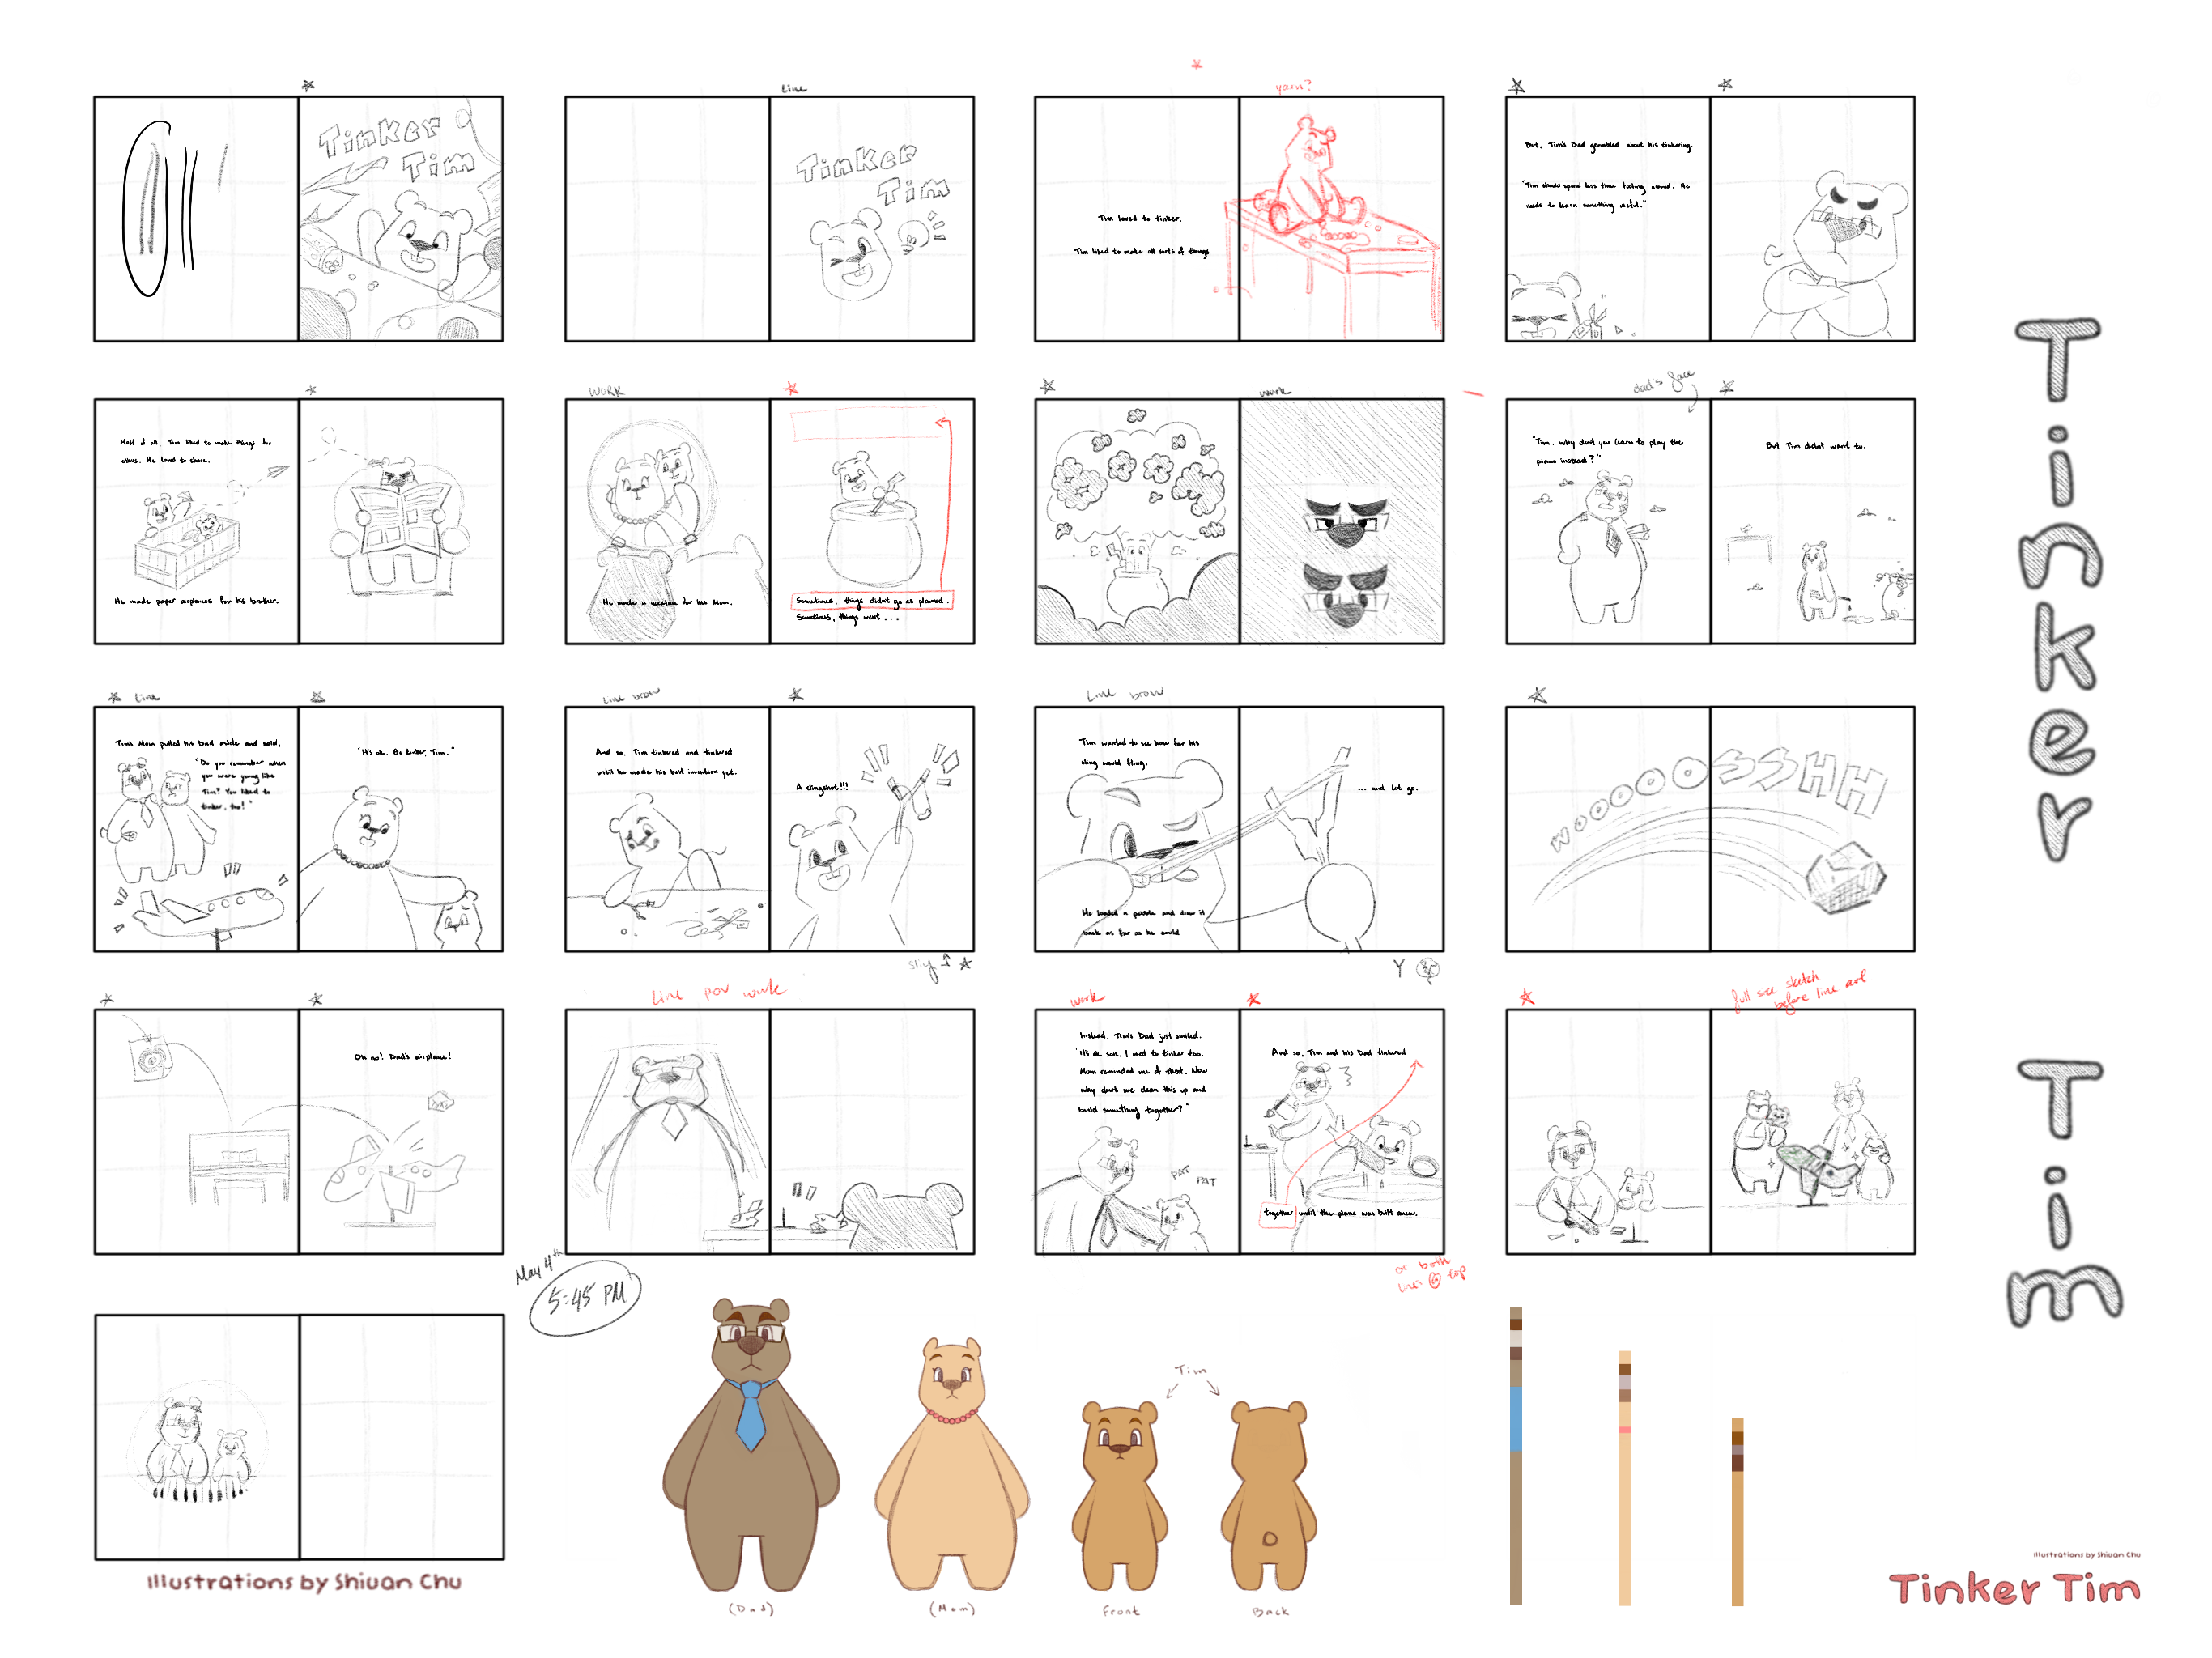 Tinker
Tim
Line
Tinker
Tim
Tim loved to tinker.
Tim liked to make all sorts of things
yarn?
But, Tim's Dad grumbled about his tinkering.
"Tim should spend less time fooling around. He
needs to learn something useful."
Most of all, Tim liked to make things for
others. He loved to share.
He made paper airplanes for his brother.
WORK
He made a necklace for his Mom.
Sometimes, things didn't go as planned.
Sometimes, things went...
work
dad's face
"Tim, why don't you learn to play the
piano instead?"
But Tim didn't want to.
Line
Tim's Mom pulled his Dad aside and said,
"Do you remember when
you were young like
Tim? You liked to
tinker, too!"
"It's ok. Go tinker, Tim."
Line brow
And so, Tim tinkered and tinkered
until he made his best invention yet.
A slingshot!!!
Line brow
Tim wanted to see how far his
sling would fling.
He loaded a pebble and drew it
back as far as he could
... and let go.
WOOOOOSSSHHH
Y
Oh no! Dad's airplane!
Line pov work
work
Instead, Tim's Dad just smiled.
"It's ok son. I used to tinker too.
Mom reminded me of that. Now
why don't we clean this up and
build something together?"
PAT
PAT
And so, Tim and his Dad tinkered
together until the plane was built anew.
or both
lines @ top
full size sketch
before line art
May 4th
5:45 PM
Tim
(Dad)
(Mom)
Front
Back
Illustrations by Shiuan Chu
Tinker Tim
Illustrations by Shiuan Chu
Tinker Tim